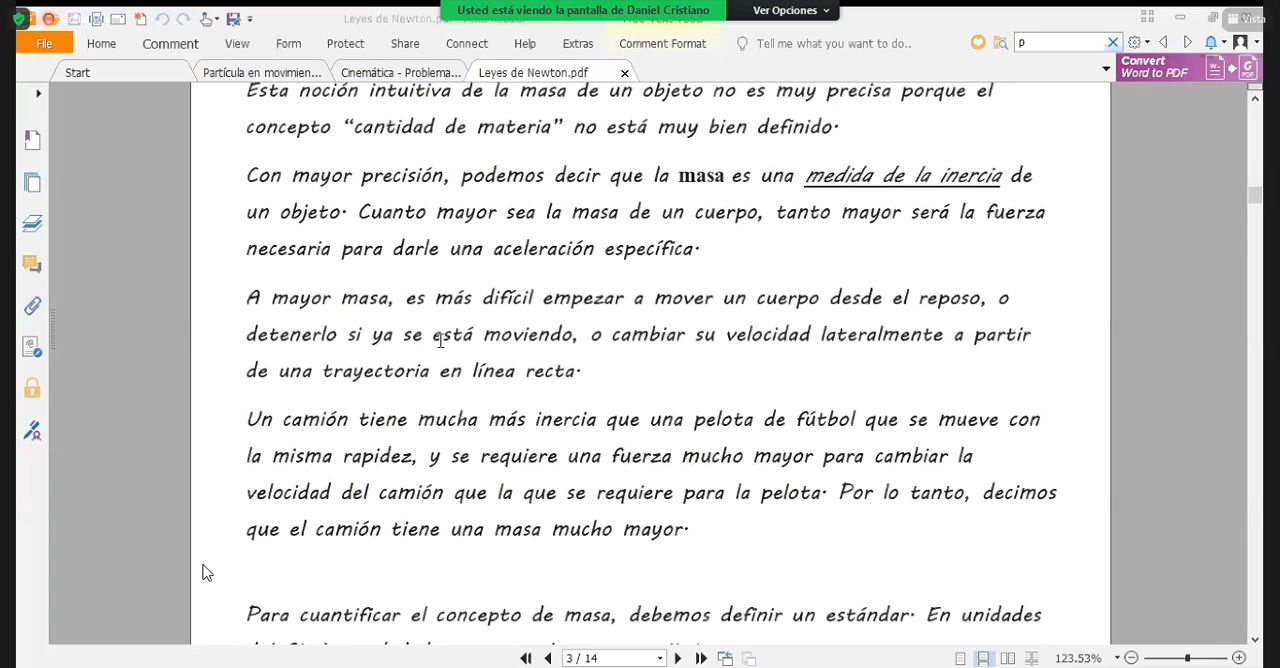 Usted está viendo la pantalla de Daniel Cristiano
Ver Opciones
Leyes de Newton.pdf
Vista
File
Home
Comment
View
Form
Protect
Share
Connect
Help
Extras
Comment Format
Tell me what you want to do..
p
Start
Partícula en movimien...
Cinemática - Problema...
Leyes de Newton.pdf
Convert
Word to PDF
Esta noción intuitiva de la masa de un objeto no es muy precisa porque el
concepto “cantidad de materia” no está muy bien definido.
Con mayor precisión, podemos decir que la masa es una medida de la inercia de
un objeto. Cuanto mayor sea la masa de un cuerpo, tanto mayor será la fuerza
necesaria para darle una aceleración específica.
A mayor masa, es más difícil empezar a mover un cuerpo desde el reposo, o
detenerlo si ya se está moviendo, o cambiar su velocidad lateralmente a partir
de una trayectoria en línea recta.
Un camión tiene mucha más inercia que una pelota de fútbol que se mueve con
la misma rapidez, y se requiere una fuerza mucho mayor para cambiar la
velocidad del camión que la que se requiere para la pelota. Por lo tanto, decimos
que el camión tiene una masa mucho mayor.
Para cuantificar el concepto de masa, debemos definir un estándar. En unidades
3 / 14
123.53%